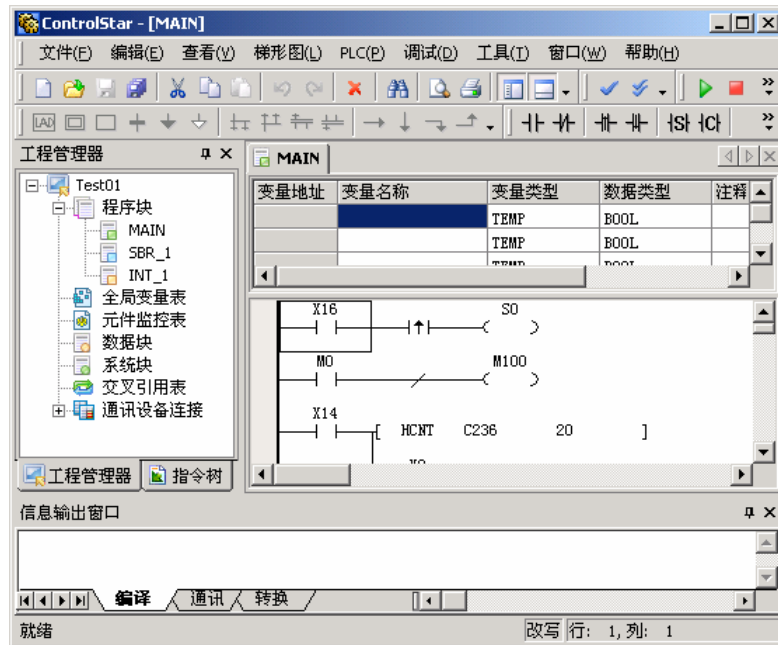 ControlStar - [MAIN]
文件(F) 编辑(E) 查看(V) 梯形图(L) PLC(P) 调试(D) 工具(T) 窗口(W) 帮助(H)
LAD
S C
工程管理器
MAIN
Test01
程序块
MAIN
SBR_1
INT_1
全局变量表
元件监控表
数据块
系统块
交叉引用表
通讯设备连接
工程管理器 指令树
变量地址 变量名称 变量类型 数据类型 注释
TEMP BOOL
TEMP BOOL
TEMP BOOL
X16 S0
M0 M100
X14
[ HCNT C236 20 ]
信息输出窗口
编译 通讯 转换
就绪 改写 行: 1,列: 1